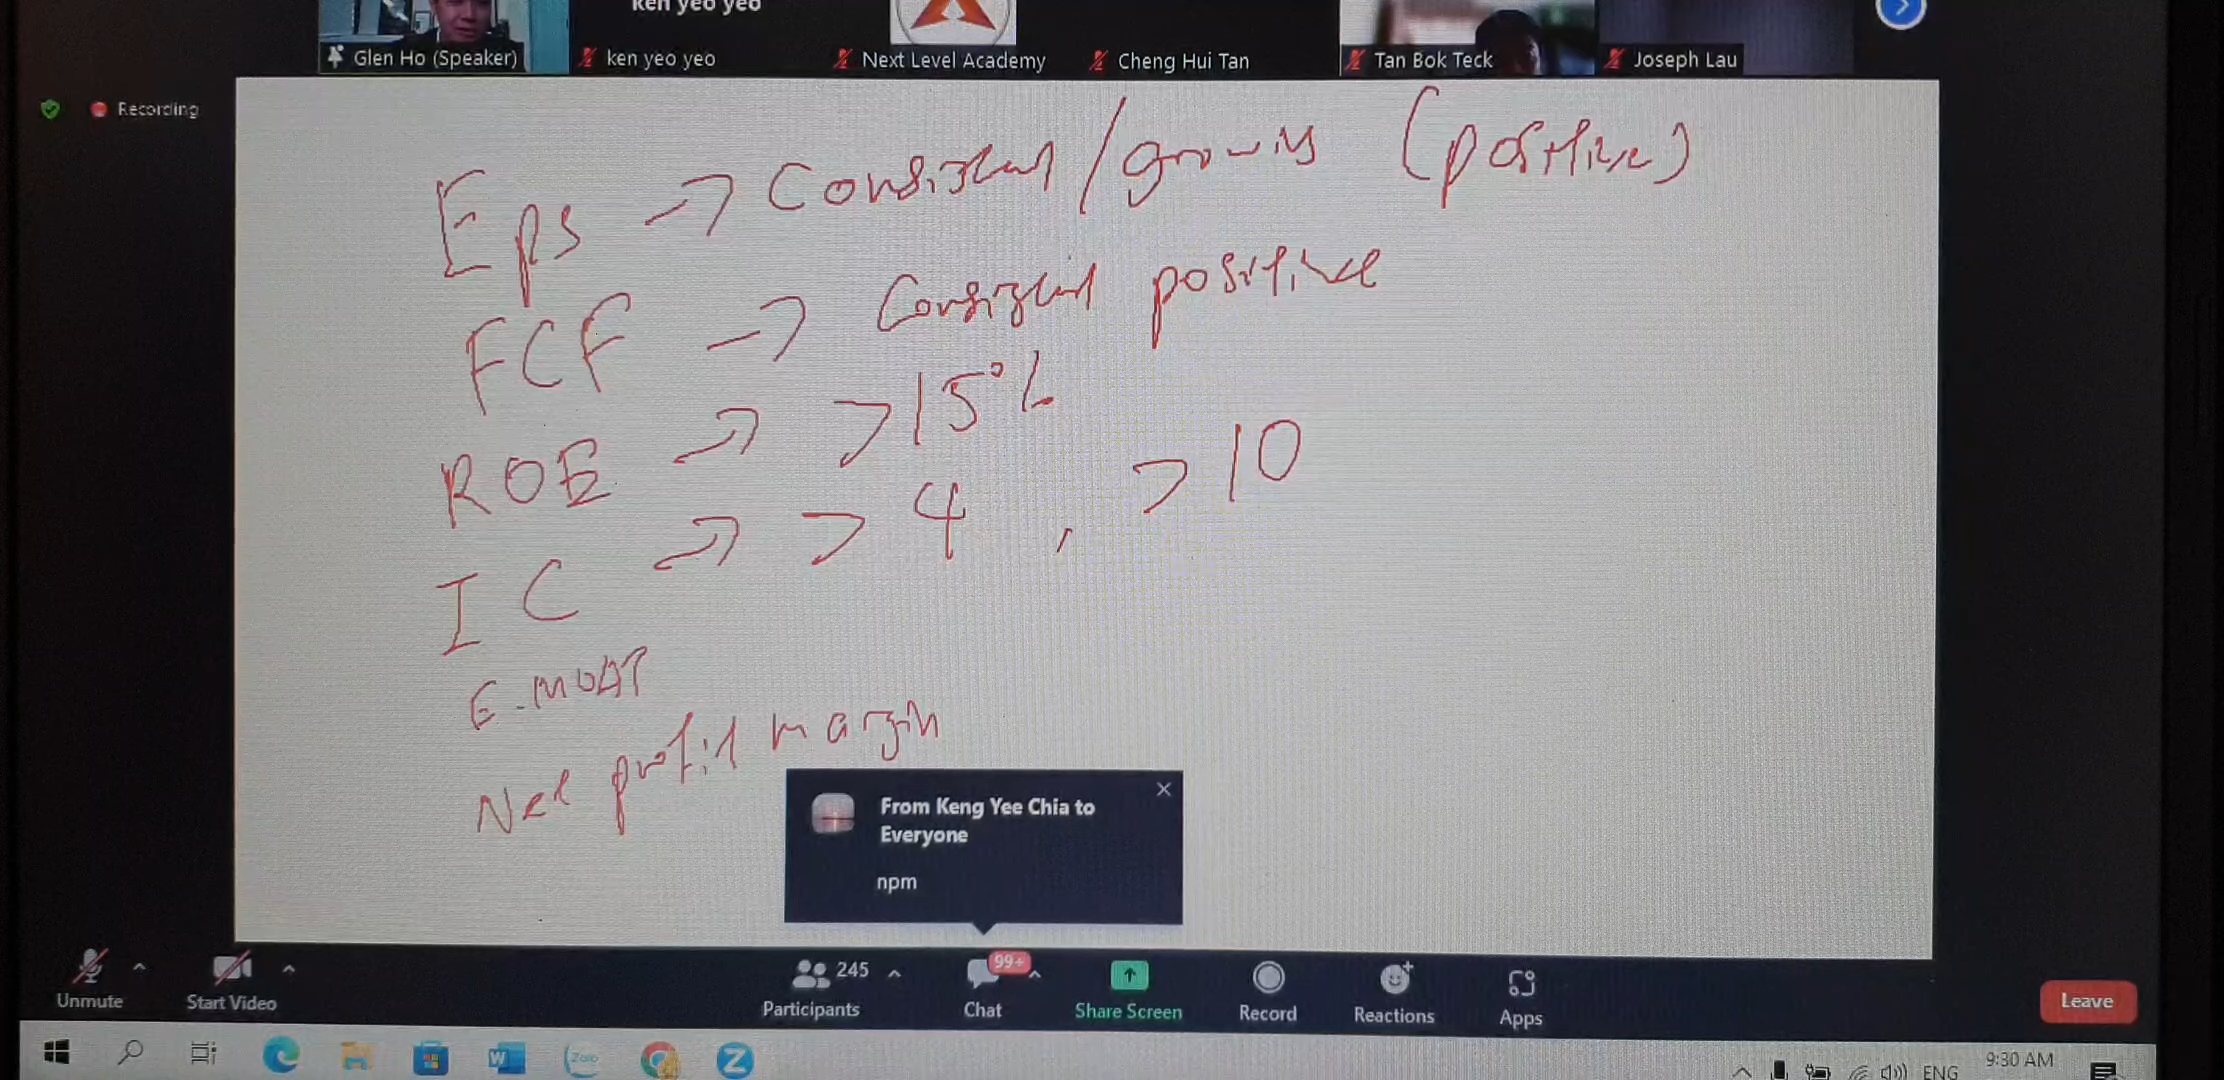 ken yeo yeo
Glen Ho (Speaker)
ken yeo yeo
Next Level Academy
Cheng Hui Tan
Tan Bok Teck
Joseph Lau
Recording
Eps → Consistent / growing (positive)
FCF → Consistent positive
ROE → > 15%
IC → > 4 , > 10
E-MOAT
Net profit margin
From Keng Yee Chia to
Everyone
npm
Unmute
Start Video
245
Participants
99+
Chat
Share Screen
Record
Reactions
Apps
Leave
Zalo
ENG
9:30 AM